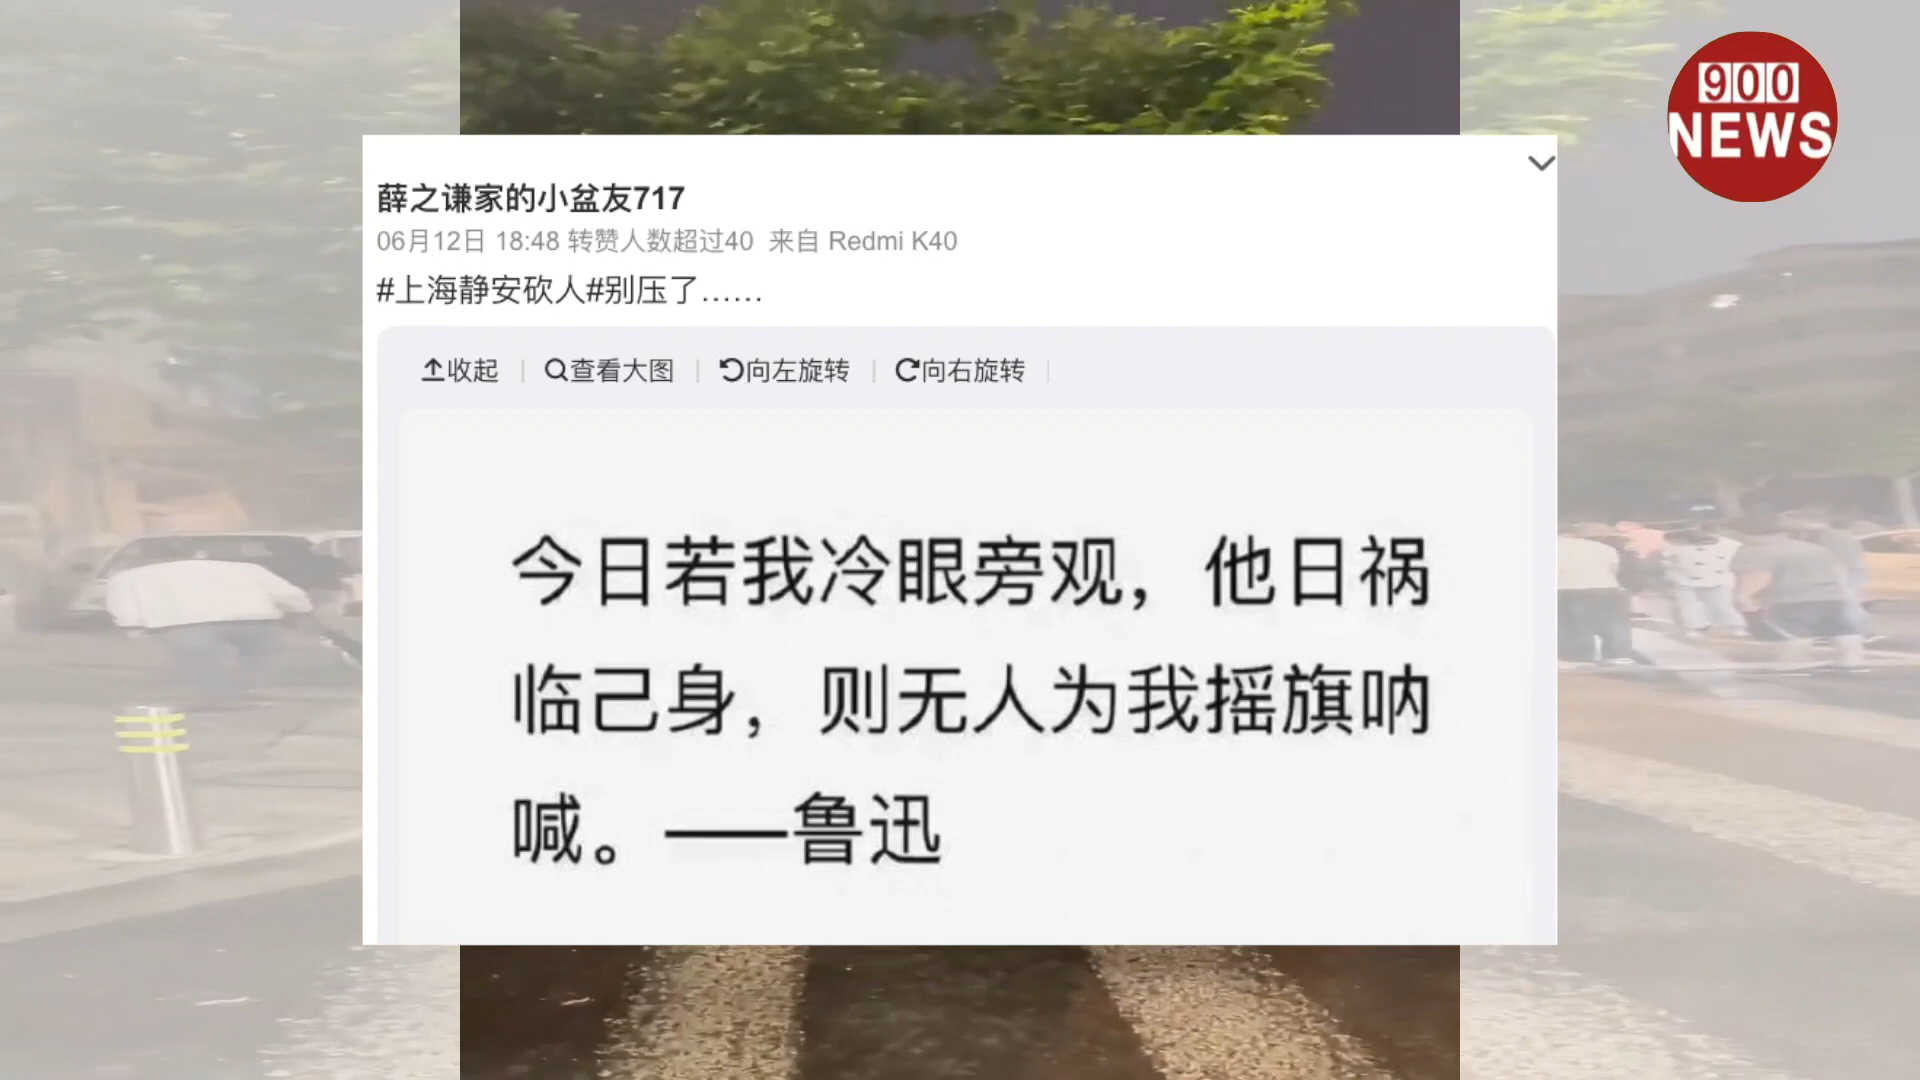 900
NEWS
薛之谦家的小盆友717
06月12日 18:48 转赞人数超过40 来自 Redmi K40
#上海静安砍人#别压了……
收起 查看大图 向左旋转 向右旋转
今日若我冷眼旁观，他日祸
临己身，则无人为我摇旗呐
喊。——鲁迅